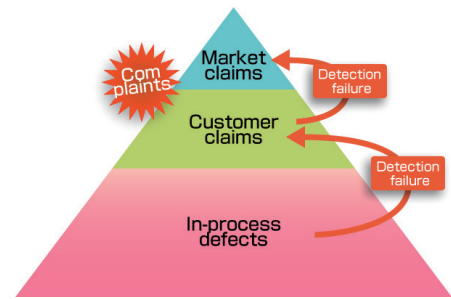 Market
claims
Com
plaints
Detection
failure
Customer
claims
Detection
failure
In-process
defects